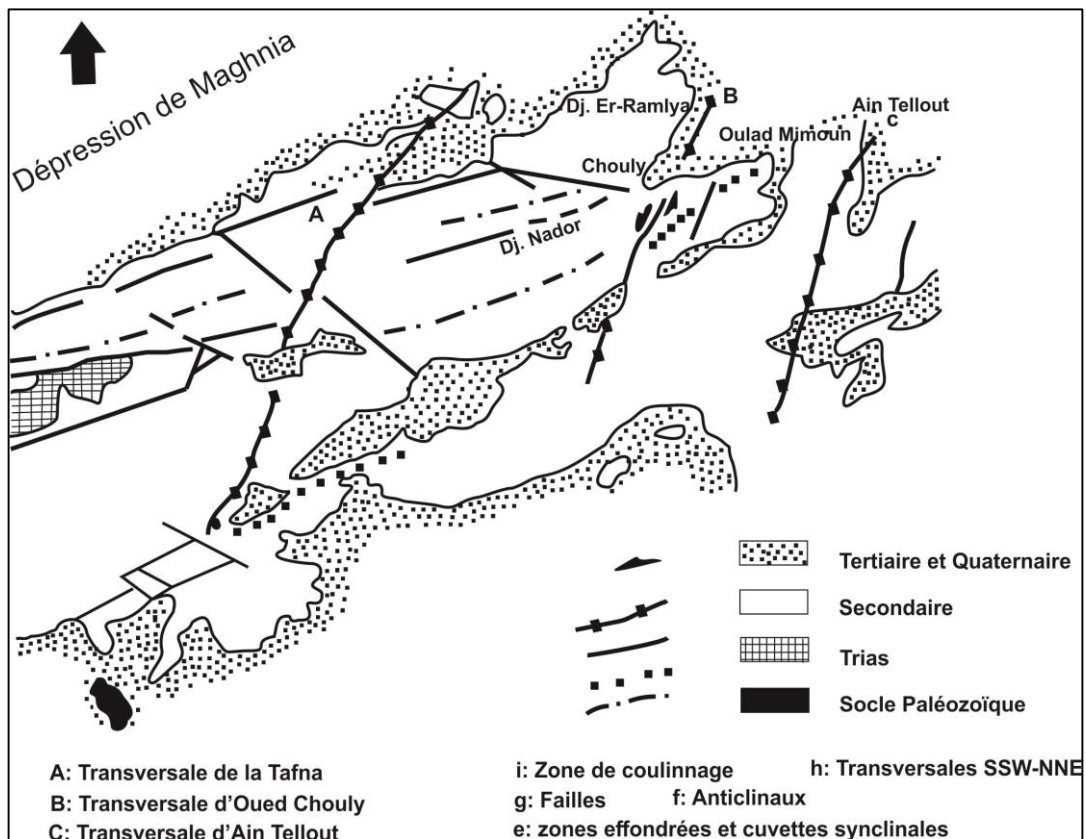 Dépression de Maghnia
Dj. Er-Ramlya
B
Ain Tellout
c
Oulad Mimoun
Chouly
A
Dj. Nador
Tertiaire et Quaternaire
Secondaire
Trias
Socle Paléozoïque
A: Transversale de la Tafna
B: Transversale d'Oued Chouly
C: Transversale d'Ain Tellout
i: Zone de coulinnage
h: Transversales SSW-NNE
g: Failles
f: Anticlinaux
e: zones effondrées et cuvettes synclinales